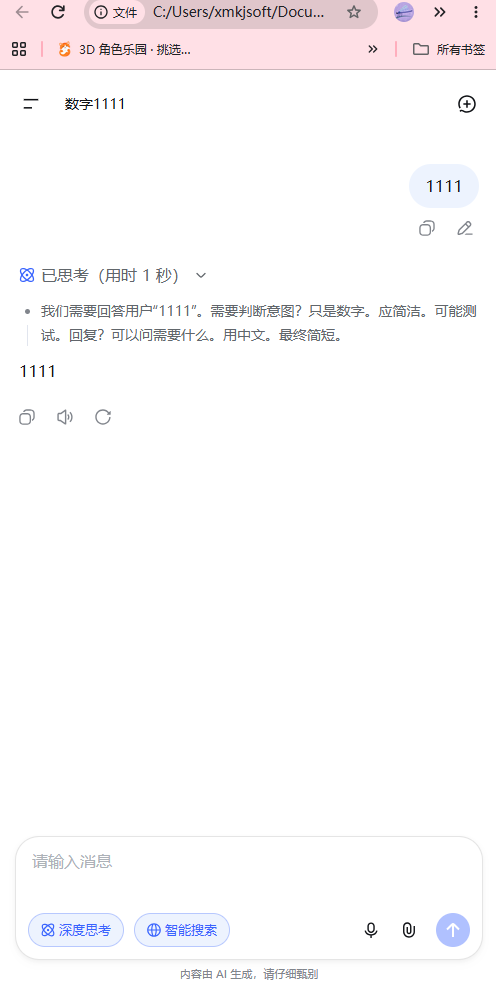 文件 C:/Users/xmkjsoft/Docu...
3D 角色乐园 · 挑选...
所有书签
数字1111
1111
已思考（用时 1 秒）
我们需要回答用户“1111”。需要判断意图？只是数字。应简洁。可能测
试。回复？可以问需要什么。用中文。最终简短。
1111
请输入消息
深度思考 智能搜索
内容由 AI 生成，请仔细甄别